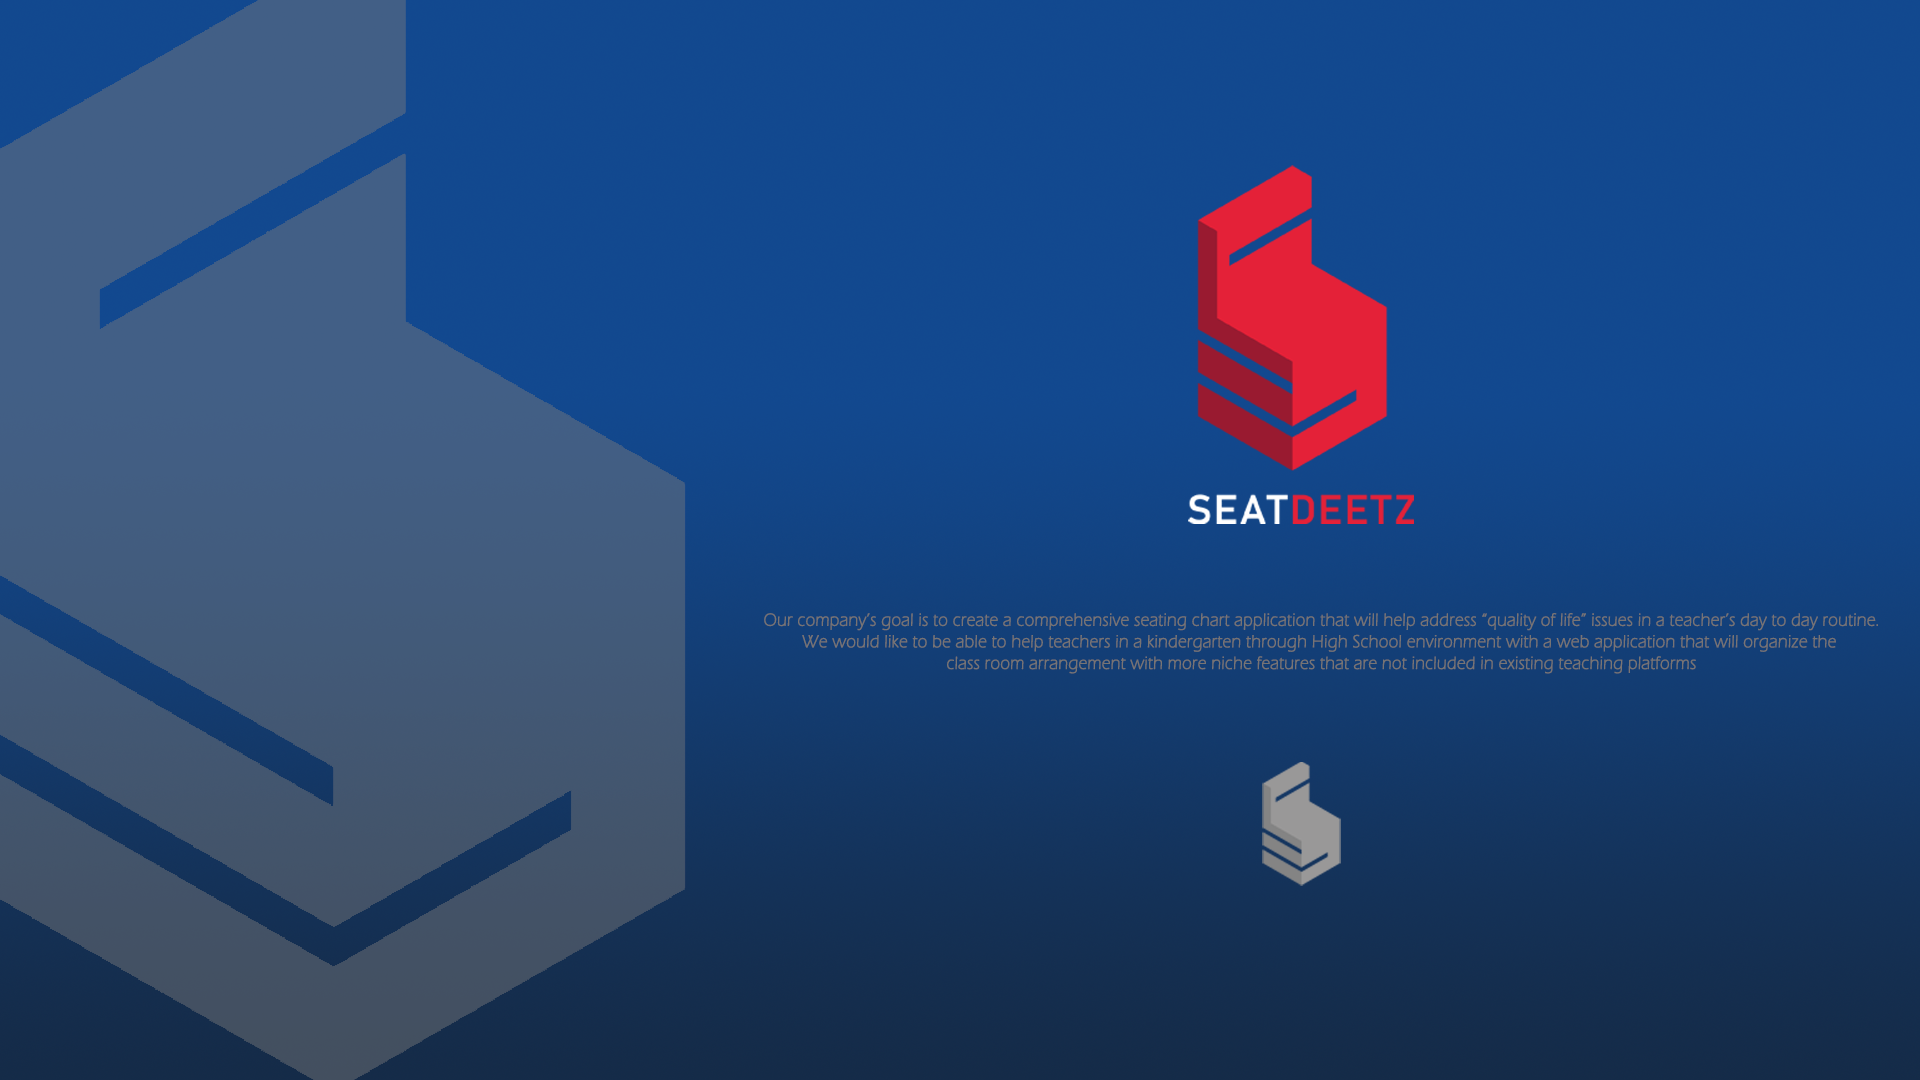 SEATDEETZ
Our company’s goal is to create a comprehensive seating chart application that will help address “quality of life” issues in a teacher’s day to day routine.
We would like to be able to help teachers in a kindergarten through High School environment with a web application that will organize the
class room arrangement with more niche features that are not included in existing teaching platforms